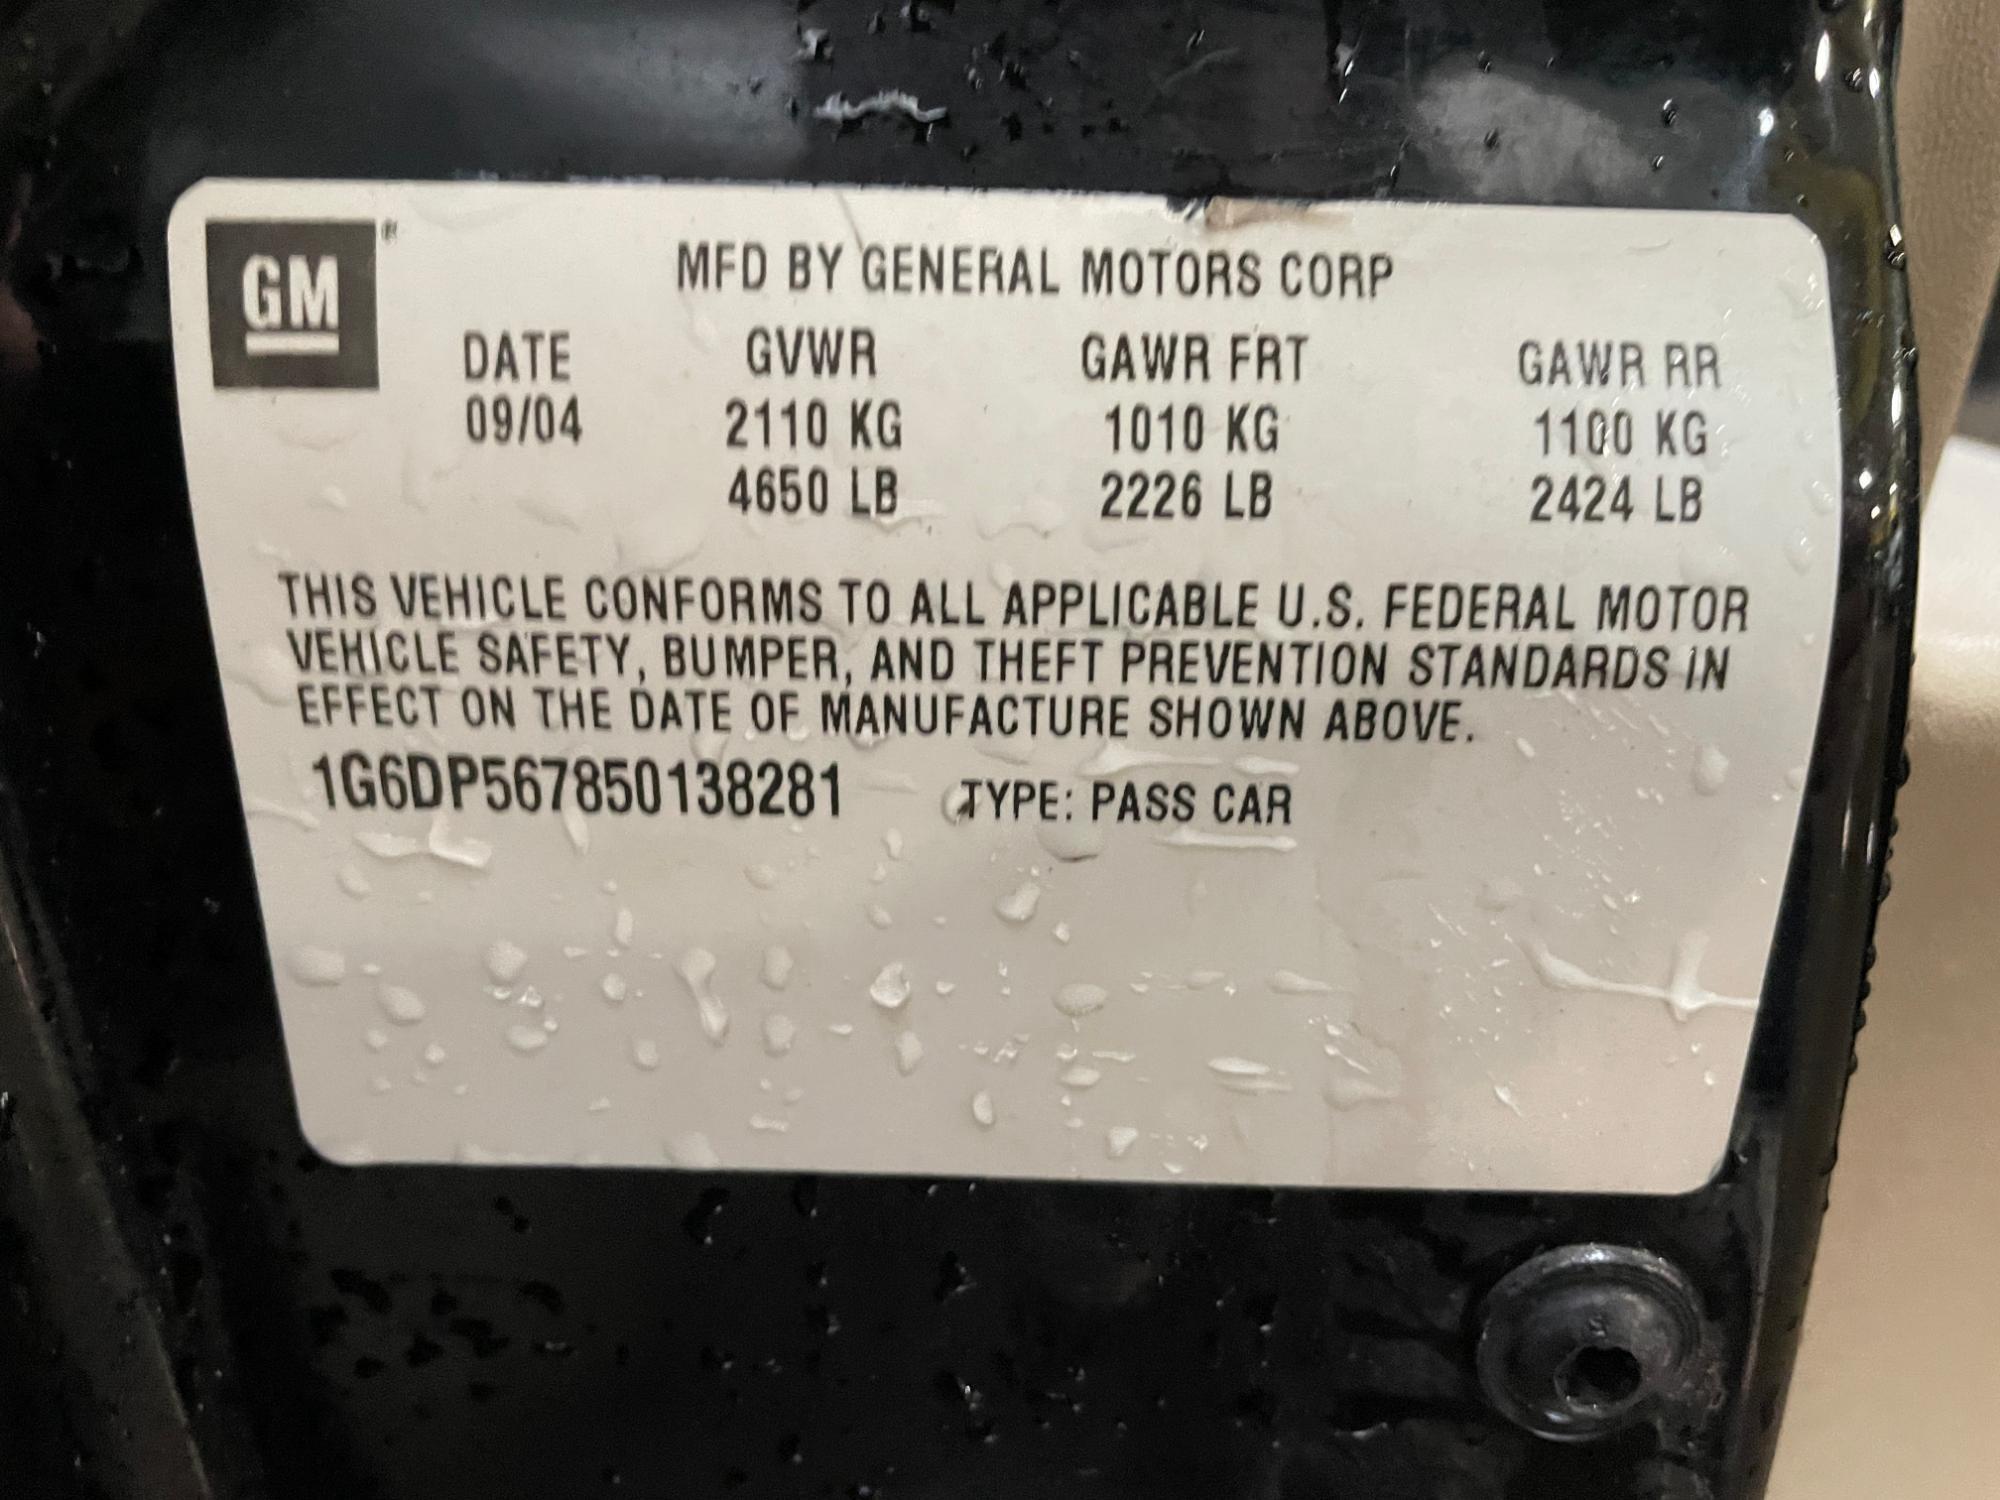 GM®
MFD BY GENERAL MOTORS CORP
DATE GVWR GAWR FRT GAWR RR
09/04 2110 KG 1010 KG 1100 KG
4650 LB 2226 LB 2424 LB
THIS VEHICLE CONFORMS TO ALL APPLICABLE U.S. FEDERAL MOTOR
VEHICLE SAFETY, BUMPER, AND THEFT PREVENTION STANDARDS IN
EFFECT ON THE DATE OF MANUFACTURE SHOWN ABOVE.
1G6DP567850138281 TYPE: PASS CAR